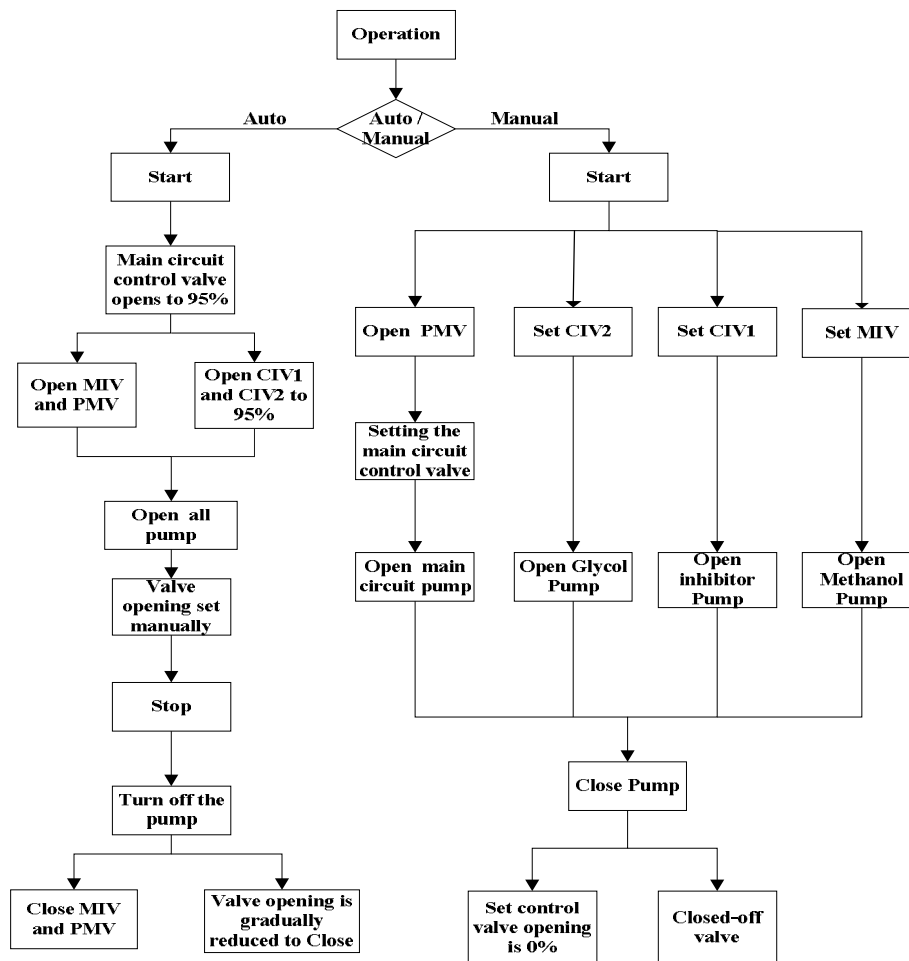 Operation
Auto /
Manual
Auto
Manual
Start
Start
Main circuit
control valve
opens to 95%
Open MIV
and PMV
Open CIV1
and CIV2 to
95%
Open all
pump
Valve
opening set
manually
Stop
Turn off the
pump
Close MIV
and PMV
Valve opening is
gradually
reduced to Close
Open PMV
Set CIV2
Set CIV1
Set MIV
Setting the
main circuit
control valve
Open main
circuit pump
Open Glycol
Pump
Open
inhibitor
Pump
Open
Methanol
Pump
Close Pump
Set control
valve opening
is 0%
Closed-off
valve